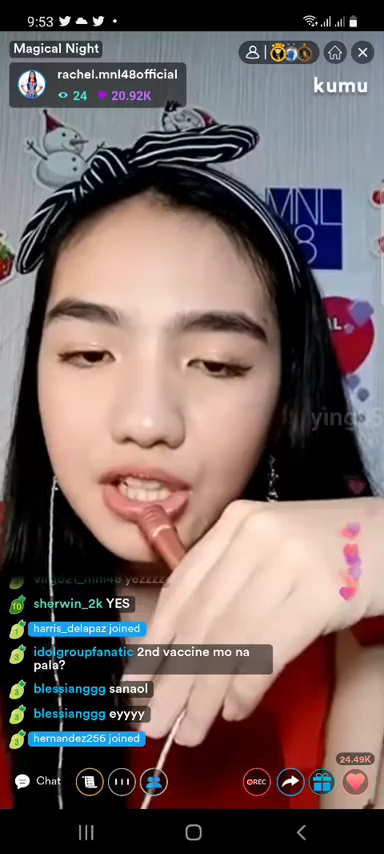 9:53
Magical Night
rachel.mnl48official
24 20.92K
kumu
MNL
48
yezzzz
sherwin_2k YES
harris_delapaz joined
idolgroupfanatic 2nd vaccine mo na
pala?
blessianggg sanaol
blessianggg eyyyy
hernandez256 joined
24.49K
Chat
REC